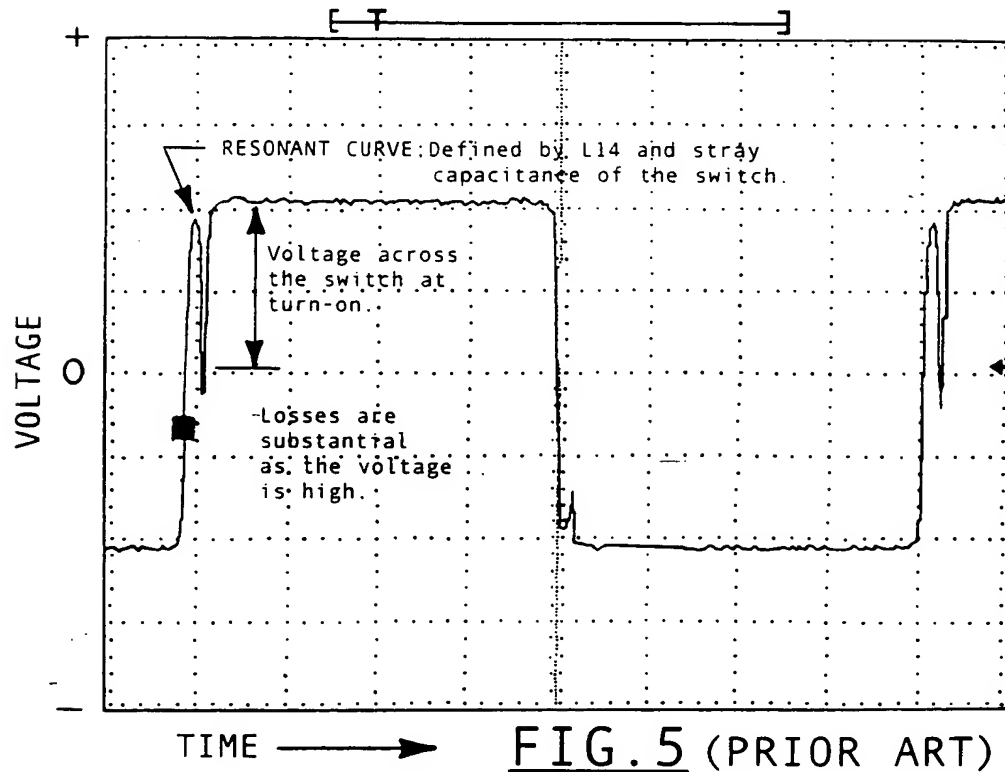 +
RESONANT CURVE:Defined by L14 and stray
capacitance of the switch.
Voltage across
the switch at
turn-on.
VOLTAGE
O
-Losses are
substantial
as the voltage
is high.
−
TIME
FIG.5 (PRIOR ART)